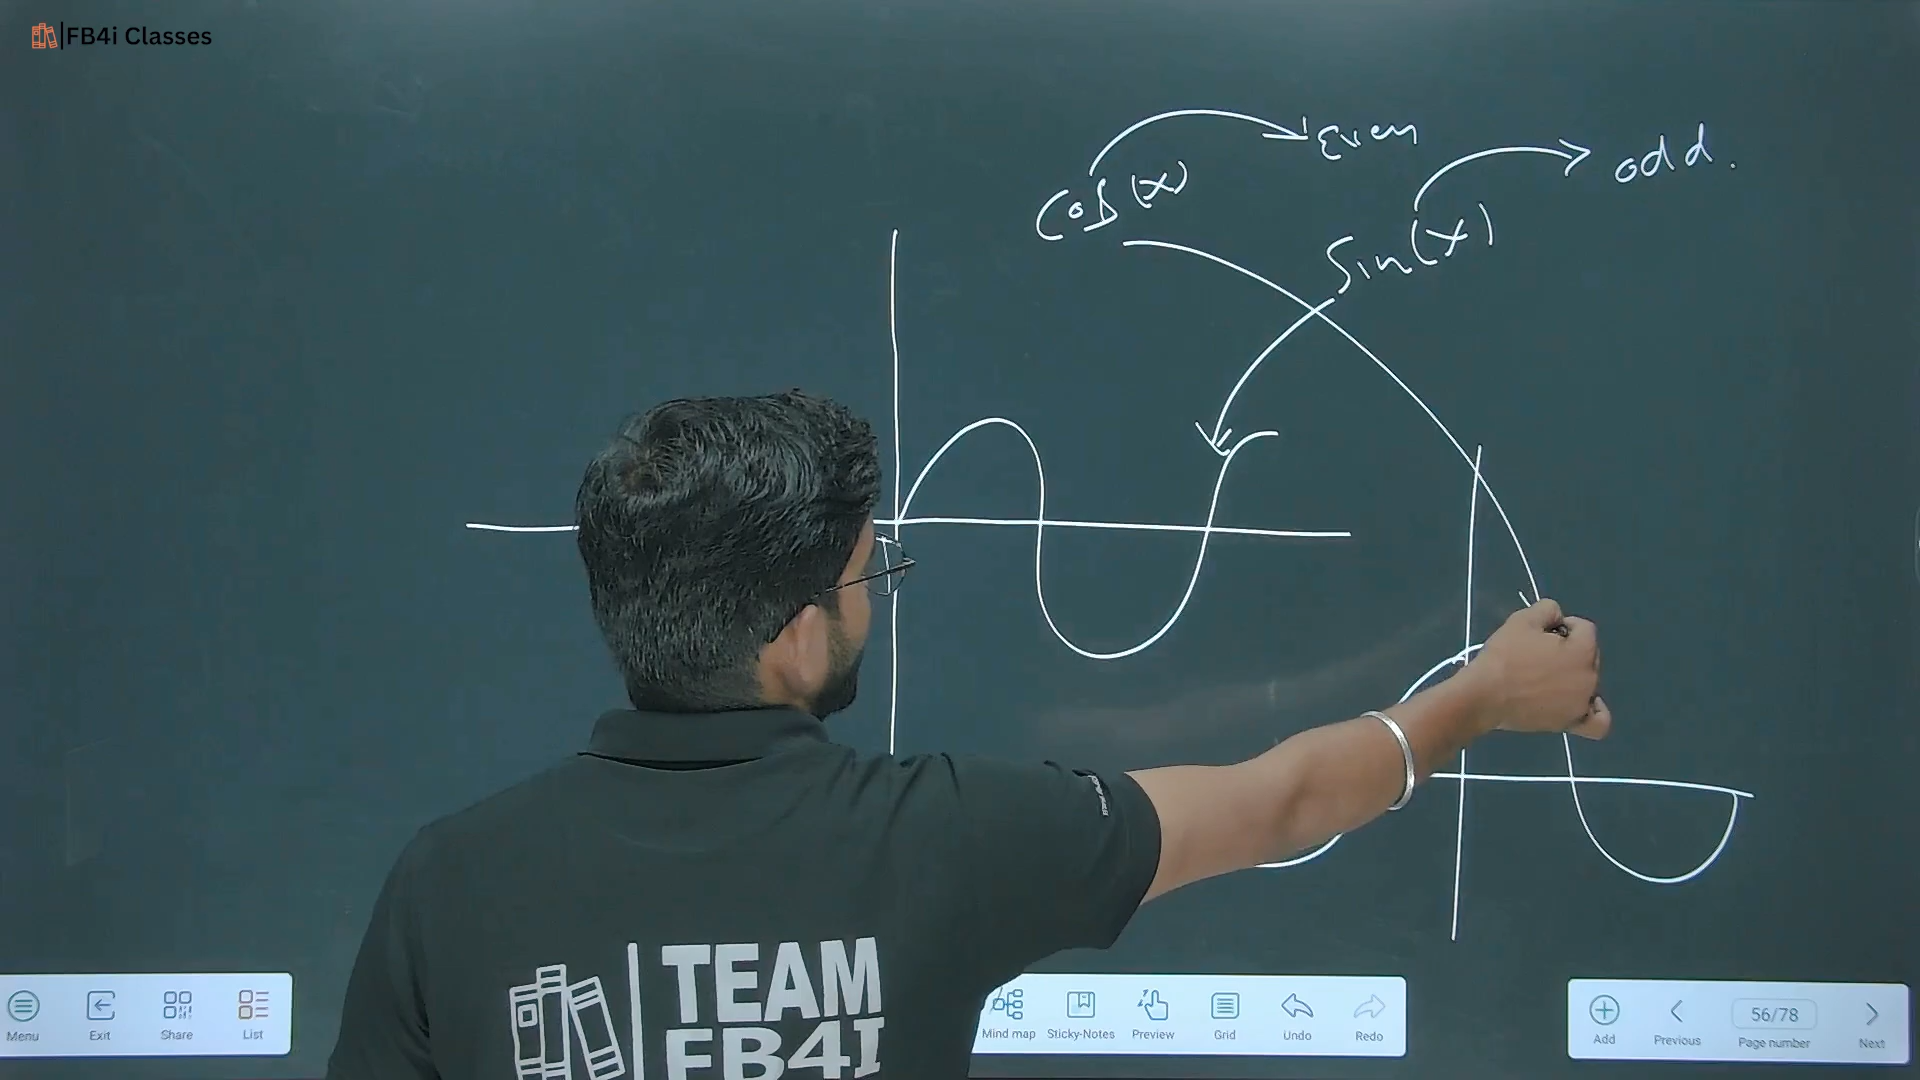 FB4i Classes
Even
odd.
Cos(x)
Sin(x)
TEAM
FB4I
Menu
Exit
Share
List
Mind map
Sticky-Notes
Preview
Grid
Undo
Redo
Add
Previous
56/78
Page number
Next